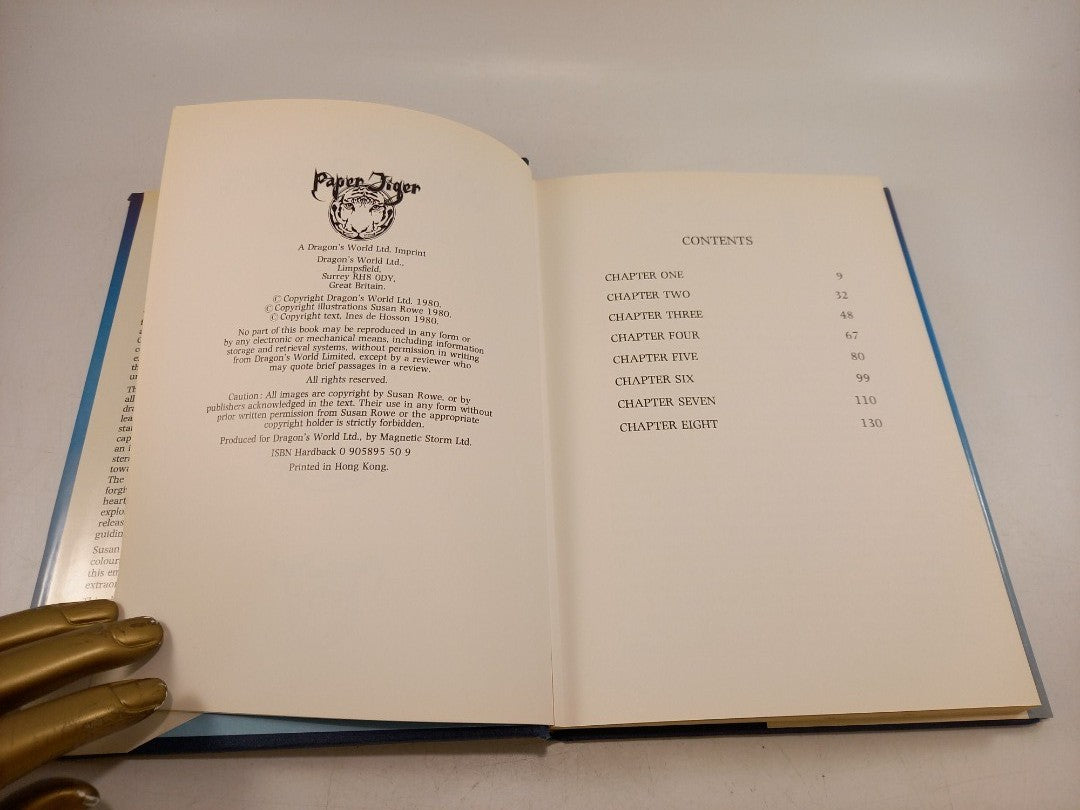 Paper Tiger
A Dragon's World Ltd. Imprint
Dragon's World Ltd.,
Limpsfield,
Surrey RH8 0DY,
Great Britain.
© Copyright Dragon's World Ltd. 1980.
© Copyright illustrations Susan Rowe 1980.
© Copyright text, Ines de Hosson 1980.
No part of this book may be reproduced in any form or
by any electronic or mechanical means, including information
storage and retrieval systems, without permission in writing
from Dragon's World Limited, except by a reviewer who
may quote brief passages in a review.
All rights reserved.
Caution: All images are copyright by Susan Rowe, or by
publishers acknowledged in the text. Their use in any form without
prior written permission from Susan Rowe or the appropriate
copyright holder is strictly forbidden.
Produced for Dragon's World Ltd., by Magnetic Storm Ltd.
ISBN Hardback 0 905895 50 9
Printed in Hong Kong.
CONTENTS
CHAPTER ONE 9
CHAPTER TWO 32
CHAPTER THREE 48
CHAPTER FOUR 67
CHAPTER FIVE 80
CHAPTER SIX 99
CHAPTER SEVEN 110
CHAPTER EIGHT 130
The
heart
Susan